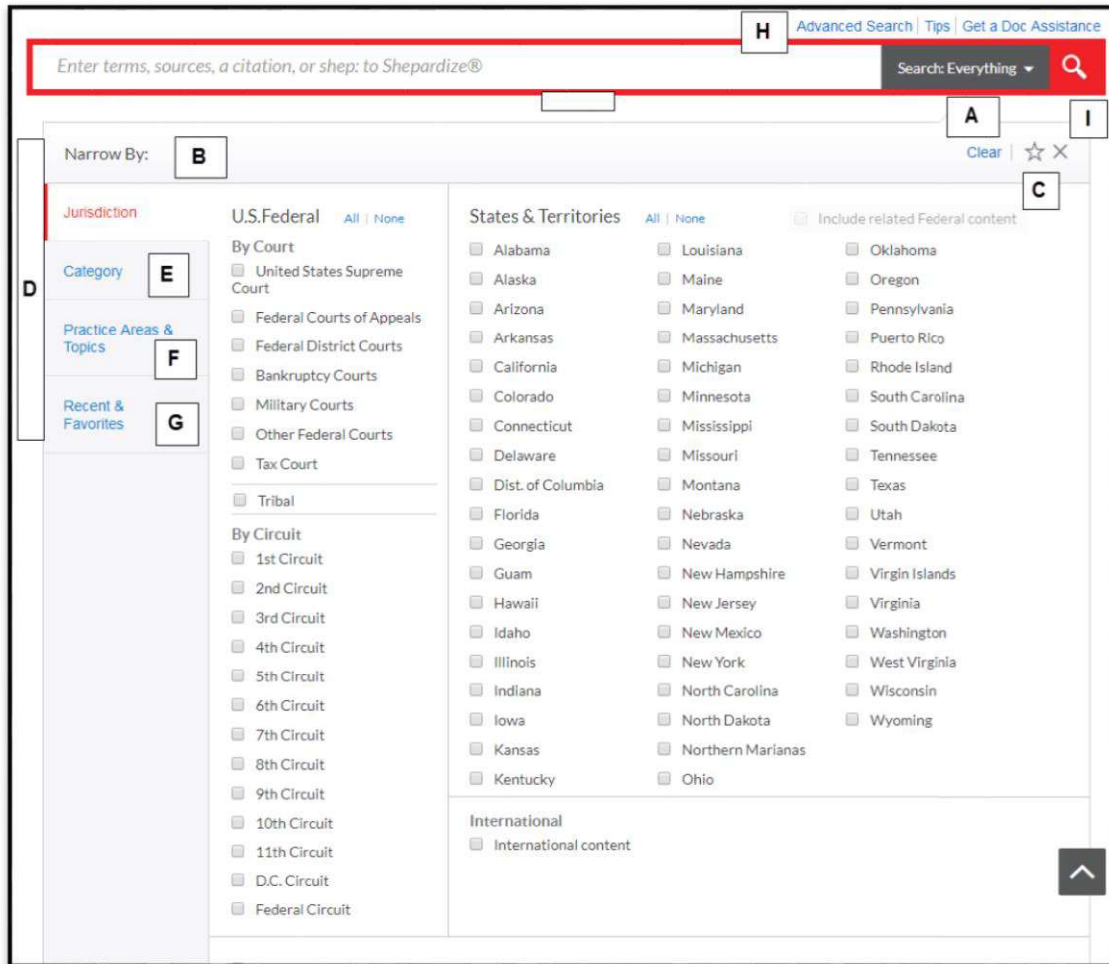 H
Advanced Search | Tips | Get a Doc Assistance
Enter terms, sources, a citation, or shep: to Shepardize®
Search: Everything
A
I
Narrow By:
B
Clear
C
D
Jurisdiction
Category
E
Practice Areas &
Topics
F
Recent &
Favorites
G
U.S.Federal All | None
By Court
United States Supreme
Court
Federal Courts of Appeals
Federal District Courts
Bankruptcy Courts
Military Courts
Other Federal Courts
Tax Court
Tribal
By Circuit
1st Circuit
2nd Circuit
3rd Circuit
4th Circuit
5th Circuit
6th Circuit
7th Circuit
8th Circuit
9th Circuit
10th Circuit
11th Circuit
D.C. Circuit
Federal Circuit
States & Territories All | None
Include related Federal content
Alabama
Alaska
Arizona
Arkansas
California
Colorado
Connecticut
Delaware
Dist. of Columbia
Florida
Georgia
Guam
Hawaii
Idaho
Illinois
Indiana
Iowa
Kansas
Kentucky
Louisiana
Maine
Maryland
Massachusetts
Michigan
Minnesota
Mississippi
Missouri
Montana
Nebraska
Nevada
New Hampshire
New Jersey
New Mexico
New York
North Carolina
North Dakota
Northern Marianas
Ohio
Oklahoma
Oregon
Pennsylvania
Puerto Rico
Rhode Island
South Carolina
South Dakota
Tennessee
Texas
Utah
Vermont
Virgin Islands
Virginia
Washington
West Virginia
Wisconsin
Wyoming
International
International content